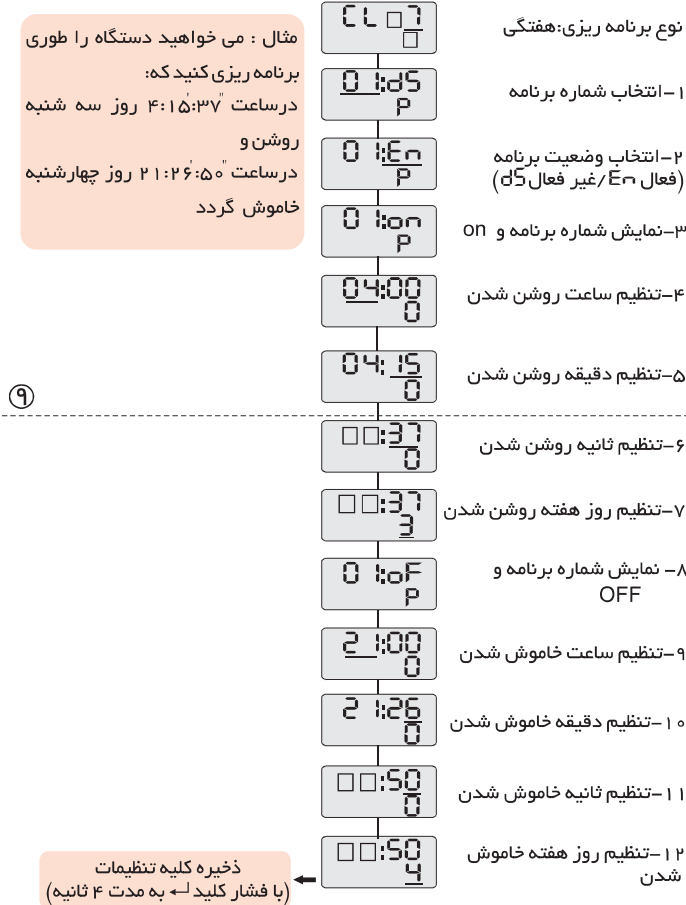 مثال : می خواهید دستگاه را طوری
برنامه ریزی کنید که:
درساعت ۴:۱۵':۳۷" روز سه شنبه
روشن و
درساعت ۲۱:۲۶':۵۰" روز چهارشنبه
خاموش گردد
نوع برنامه ریزی:هفتگی
CL □7
□
۱-انتخاب شماره برنامه
01:dS
P
۲-انتخاب وضعیت برنامه
(فعال En/غیر فعال dS)
01:En
P
۳-نمایش شماره برنامه و on
01:on
P
۴-تنظیم ساعت روشن شدن
04:00
0
۵-تنظیم دقیقه روشن شدن
04:15
0
۹
۶-تنظیم ثانیه روشن شدن
□□:37
0
۷-تنظیم روز هفته روشن شدن
□□:37
3
۸- نمایش شماره برنامه و
OFF
01:oF
P
۹-تنظیم ساعت خاموش شدن
21:00
0
۱۰-تنظیم دقیقه خاموش شدن
21:26
0
۱۱-تنظیم ثانیه خاموش شدن
□□:50
0
۱۲-تنظیم روز هفته خاموش
شدن
□□:50
4
ذخیره کلیه تنظیمات
(با فشار کلید ↵ به مدت ۴ ثانیه)